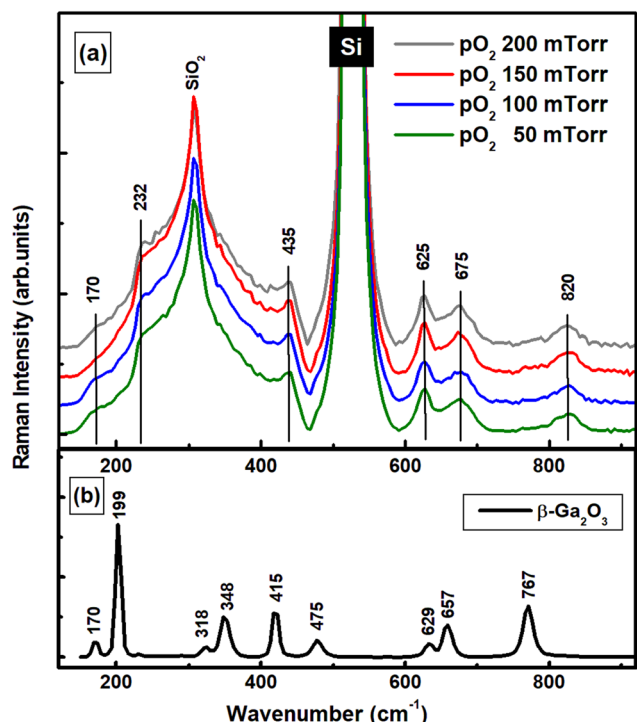 (a)
Si
pO₂ 200 mTorr
pO₂ 150 mTorr
pO₂ 100 mTorr
pO₂ 50 mTorr
SiO₂
170
232
435
625
675
820
Raman Intensity (arb.units)
200
400
600
800
(b)
β-Ga₂O₃
170
199
318
348
415
475
629
657
767
200
400
600
800
Wavenumber (cm⁻¹)